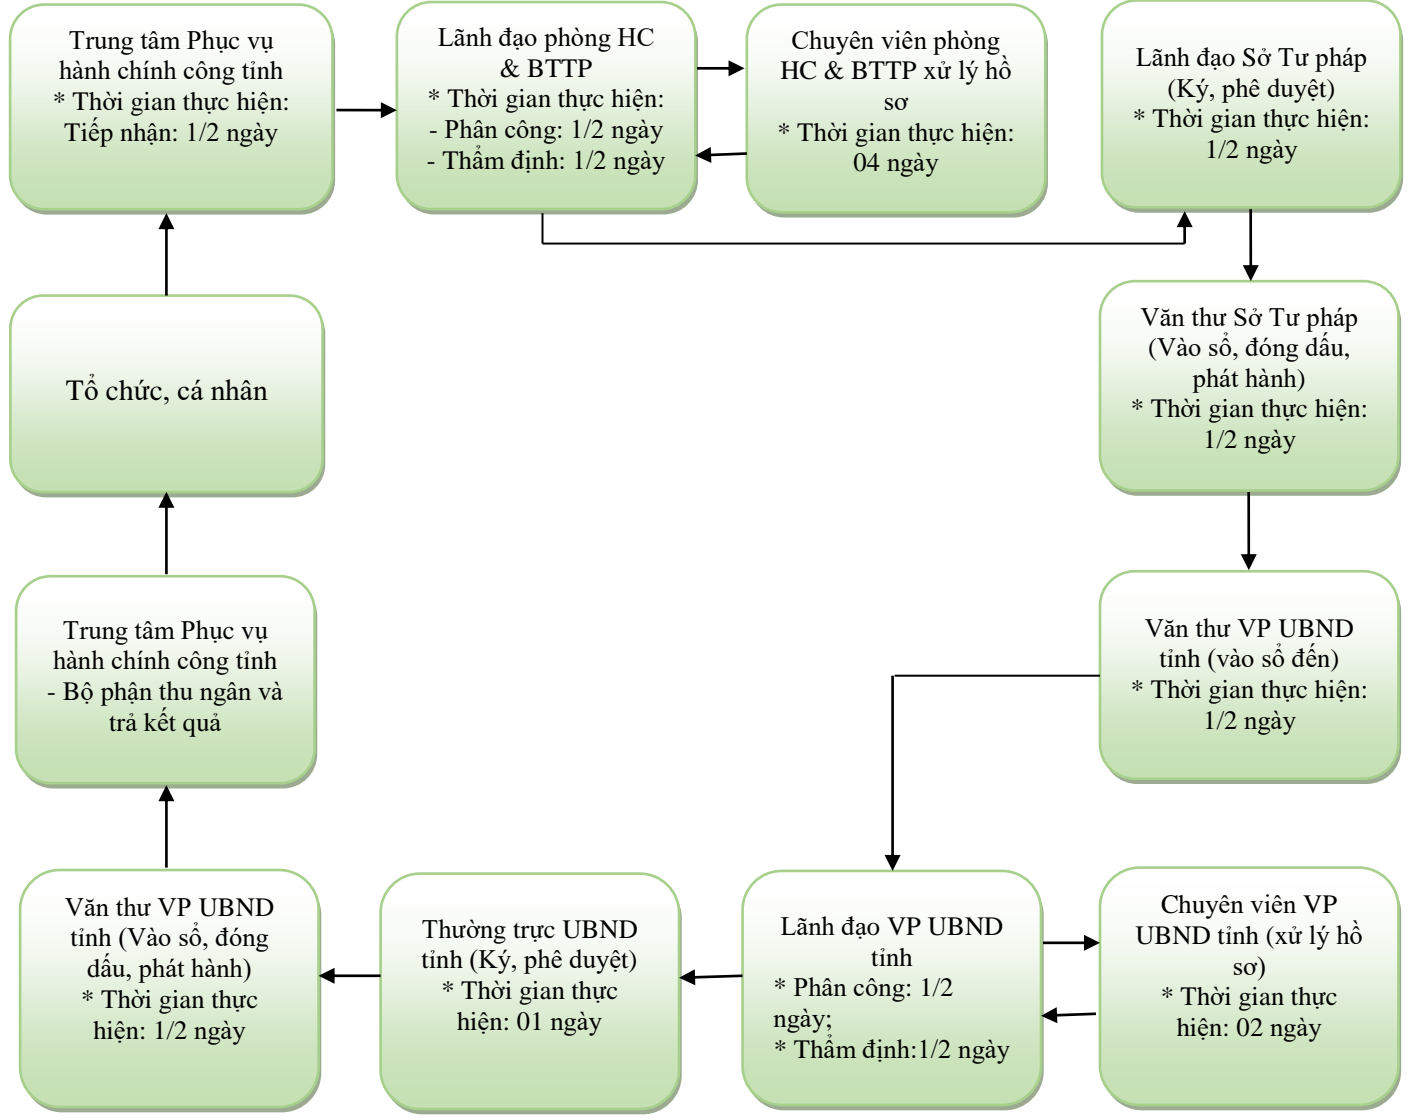 Trung tâm Phục vụ
hành chính công tỉnh
* Thời gian thực hiện:
Tiếp nhận: 1/2 ngày
Lãnh đạo phòng HC
& BTTP
* Thời gian thực hiện:
- Phân công: 1/2 ngày
- Thẩm định: 1/2 ngày
Chuyên viên phòng
HC & BTTP xử lý hồ
sơ
* Thời gian thực hiện:
04 ngày
Lãnh đạo Sở Tư pháp
(Ký, phê duyệt)
* Thời gian thực hiện:
1/2 ngày
Văn thư Sở Tư pháp
(Vào sổ, đóng dấu,
phát hành)
* Thời gian thực hiện:
1/2 ngày
Tổ chức, cá nhân
Văn thư VP UBND
tỉnh (vào sổ đến)
* Thời gian thực hiện:
1/2 ngày
Trung tâm Phục vụ
hành chính công tỉnh
- Bộ phận thu ngân và
trả kết quả
Văn thư VP UBND
tỉnh (Vào sổ, đóng
dấu, phát hành)
* Thời gian thực
hiện: 1/2 ngày
Thường trực UBND
tỉnh (Ký, phê duyệt)
* Thời gian thực
hiện: 01 ngày
Lãnh đạo VP UBND
tỉnh
* Phân công: 1/2
ngày;
* Thẩm định:1/2 ngày
Chuyên viên VP
UBND tỉnh (xử lý hồ
sơ)
* Thời gian thực
hiện: 02 ngày